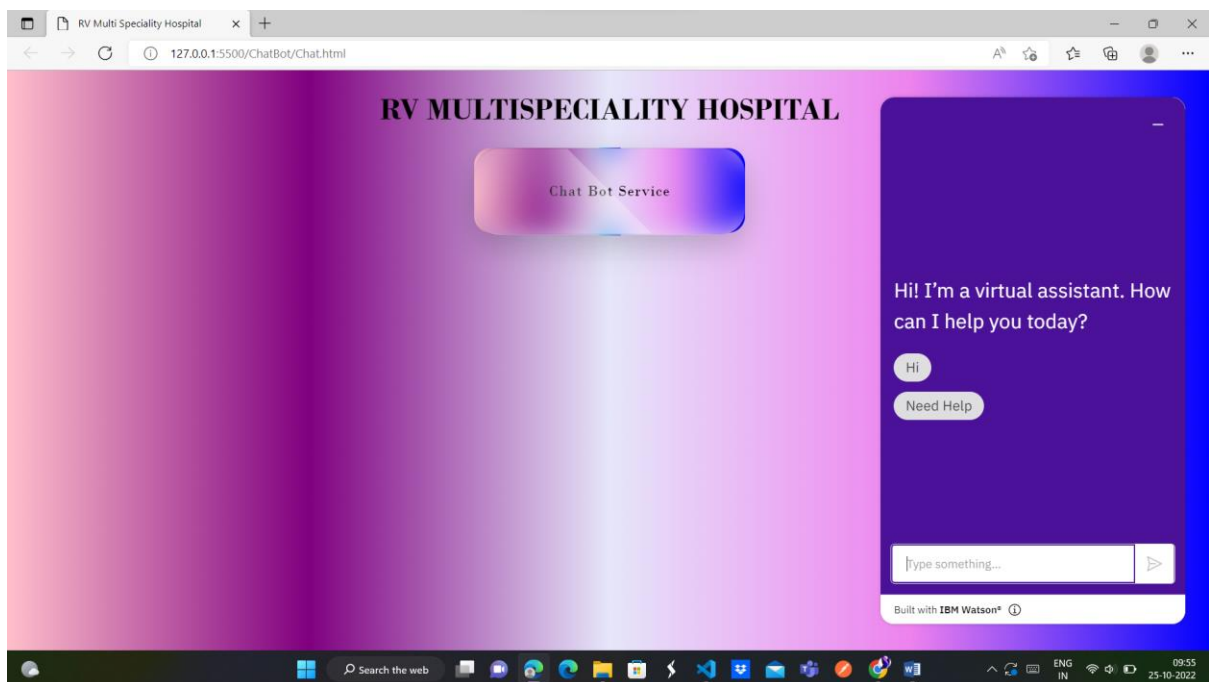 RV Multi Speciality Hospital
127.0.0.1:5500/ChatBot/Chat.html
RV MULTISPECIALITY HOSPITAL
Chat Bot Service
Hi! I'm a virtual assistant. How
can I help you today?
Hi
Need Help
Type something...
Built with IBM Watson®
Search the web
ENG
IN
09:55
25-10-2022